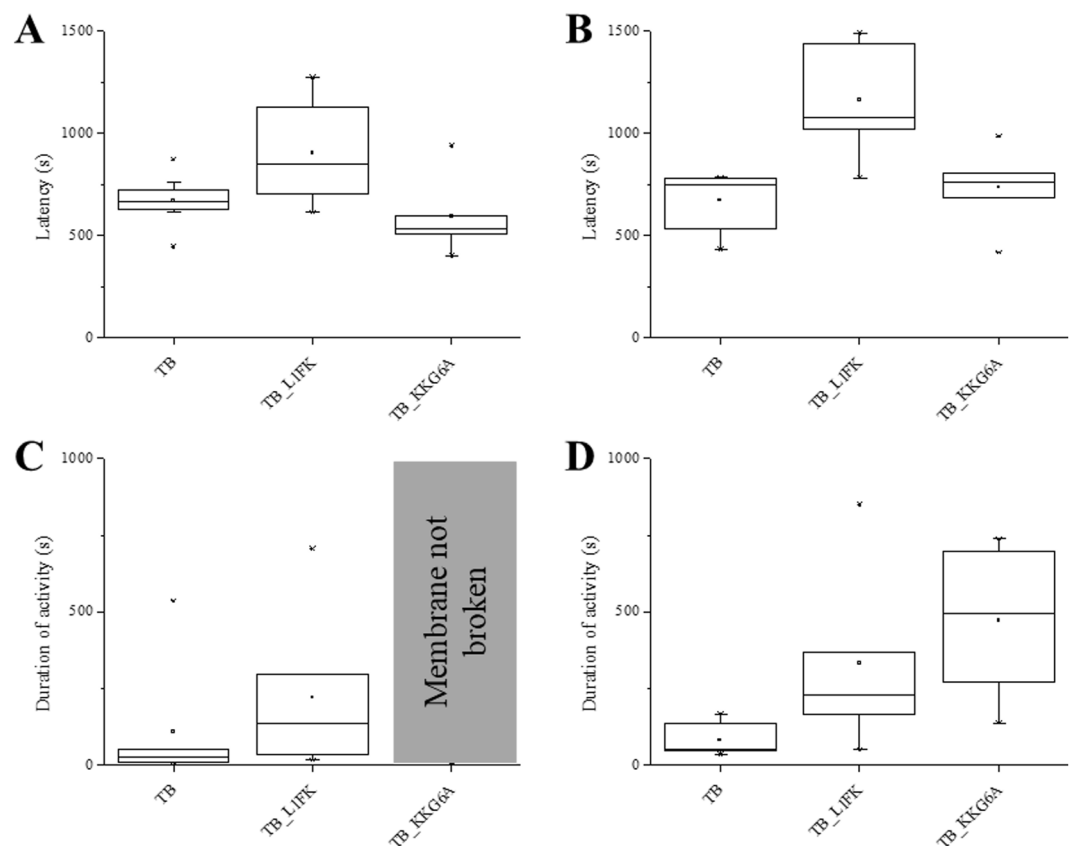 A
1500
1000
500
0
Latency (s)
TB
TB_L1FK
TB_KKG6A
B
1500
1000
500
0
Latency (s)
TB
TB_L1FK
TB_KKG6A
C
1000
500
0
Duration of activity (s)
Membrane not
broken
TB
TB_L1FK
TB_KKG6A
D
1000
500
0
Duration of activity (s)
TB
TB_L1FK
TB_KKG6A